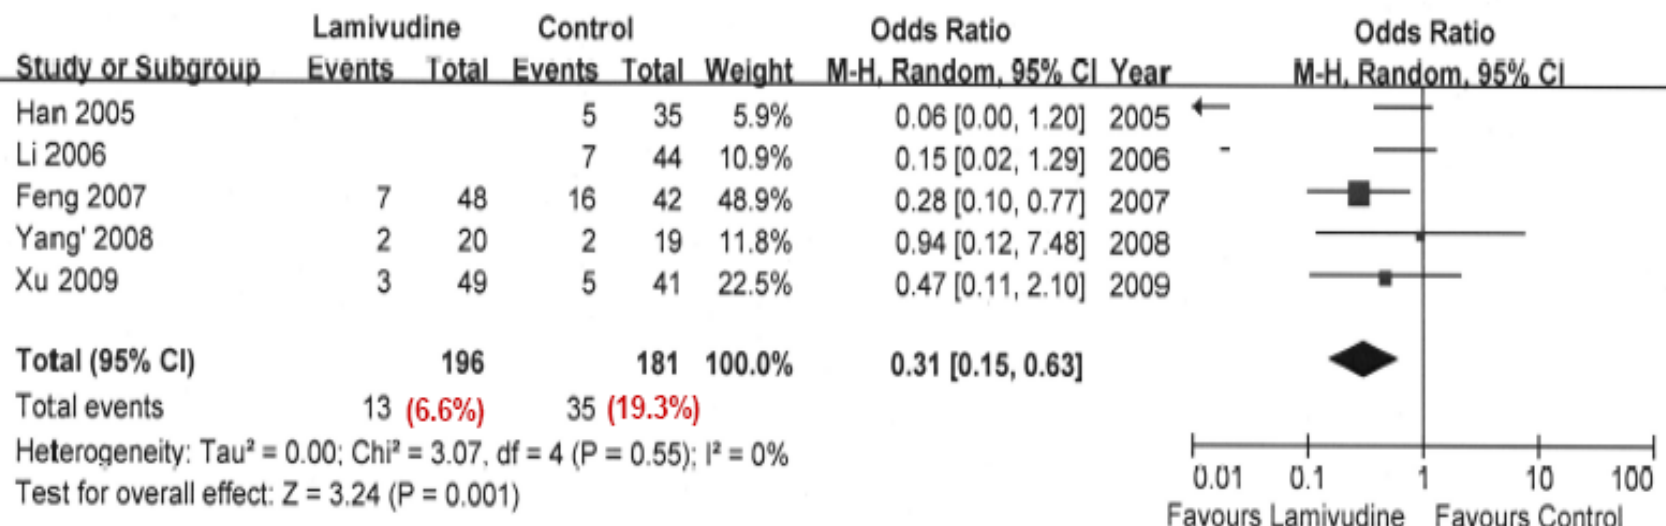 Lamivudine Control Odds Ratio Odds Ratio
Study or Subgroup Events Total Events Total Weight M-H, Random, 95% CI Year M-H, Random, 95% CI
Han 2005 5 35 5.9% 0.06 [0.00, 1.20] 2005
Li 2006 7 44 10.9% 0.15 [0.02, 1.29] 2006
Feng 2007 7 48 16 42 48.9% 0.28 [0.10, 0.77] 2007
Yang' 2008 2 20 2 19 11.8% 0.94 [0.12, 7.48] 2008
Xu 2009 3 49 5 41 22.5% 0.47 [0.11, 2.10] 2009
Total (95% CI) 196 181 100.0% 0.31 [0.15, 0.63]
Total events 13 (6.6%) 35 (19.3%)
Heterogeneity: Tau² = 0.00; Chi² = 3.07, df = 4 (P = 0.55); I² = 0%
Test for overall effect: Z = 3.24 (P = 0.001)
0.01 0.1 1 10 100
Favours Lamivudine Favours Control